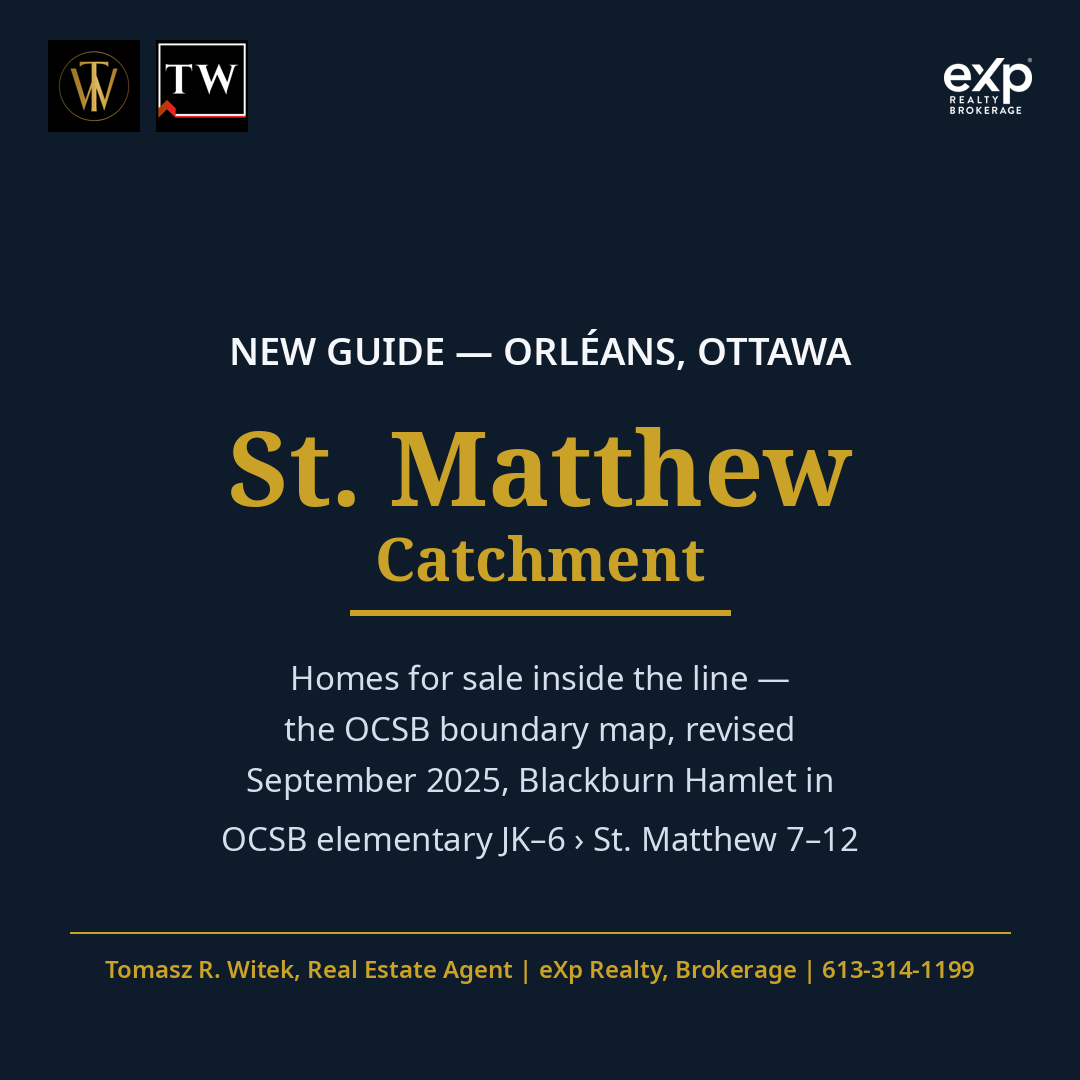 TW
TW
eXp
REALTY
BROKERAGE
NEW GUIDE — ORLÉANS, OTTAWA
St. Matthew
Catchment
Homes for sale inside the line —
the OCSB boundary map, revised
September 2025, Blackburn Hamlet in
OCSB elementary JK–6 › St. Matthew 7–12
Tomasz R. Witek, Real Estate Agent | eXp Realty, Brokerage | 613-314-1199